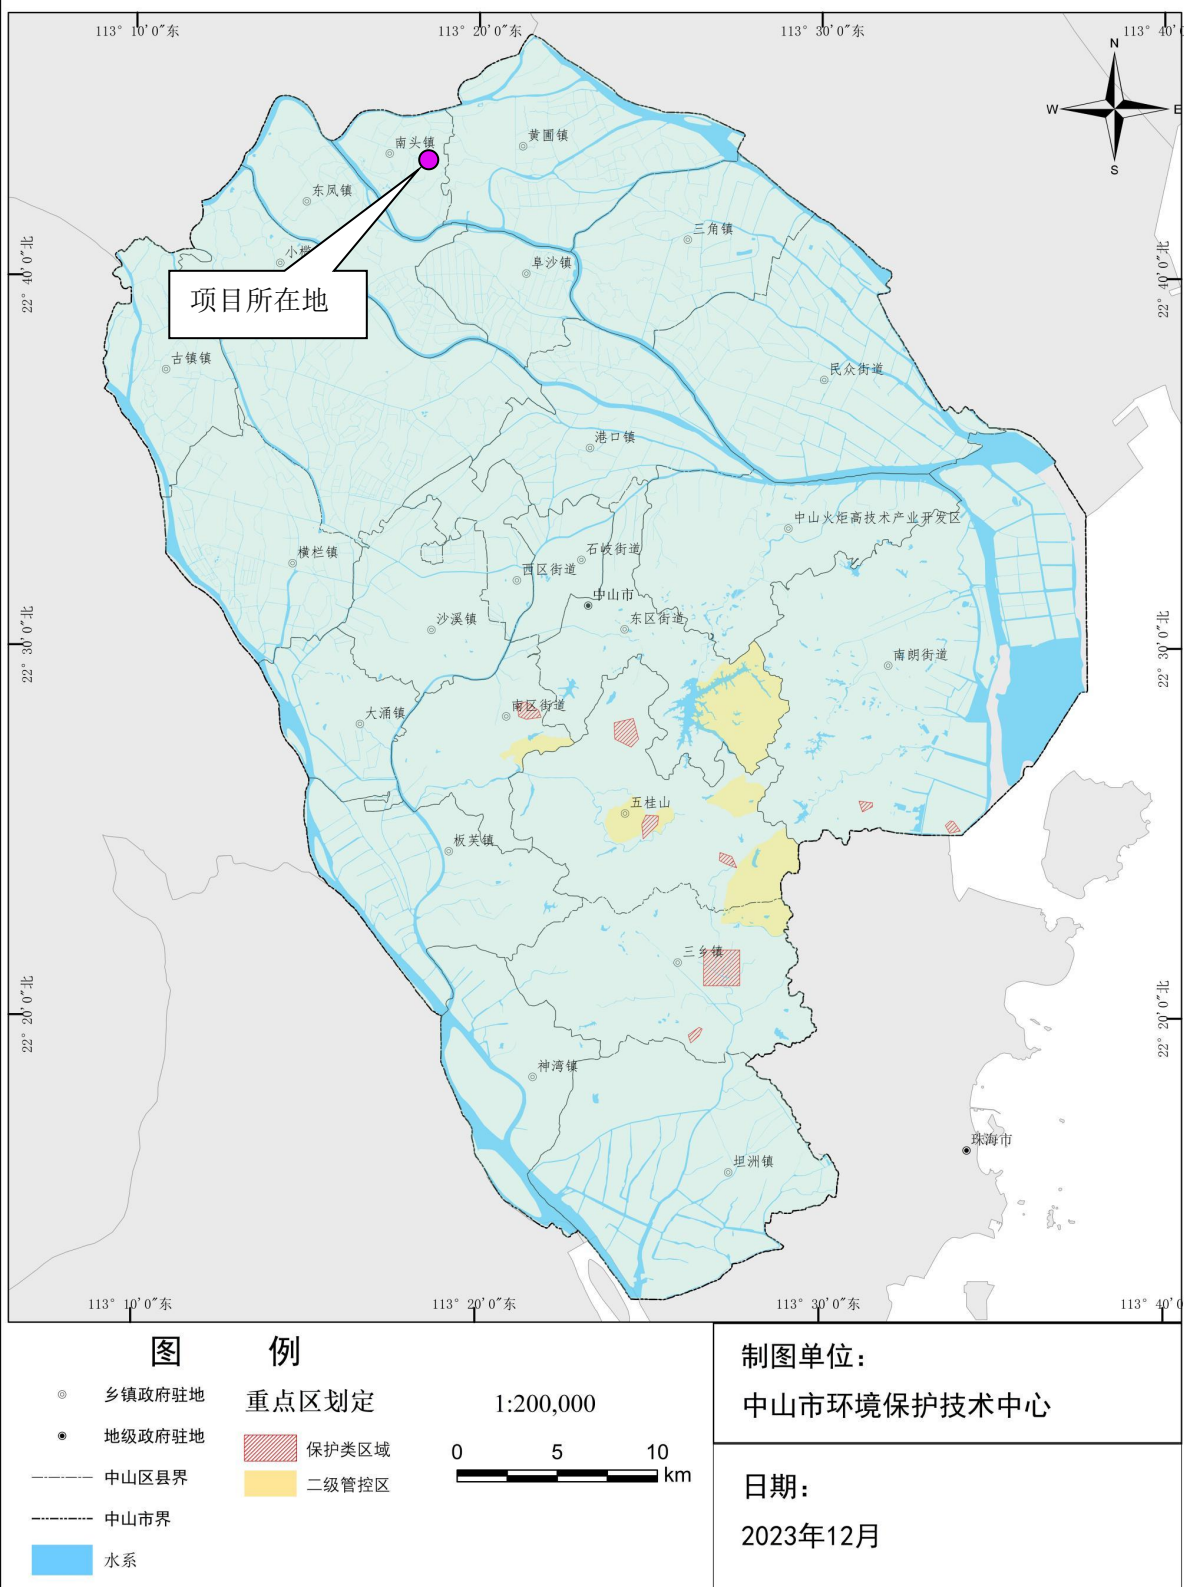 113° 10'0"东
113° 20'0"东
113° 30'0"东
113° 40'0"东
N
W
E
S
南头镇
黄圃镇
东凤镇
三角镇
阜沙镇
22° 40'0"北
22° 40'0"北
项目所在地
古镇镇
民众街道
港口镇
中山火炬高技术产业开发区
石岐街道
横栏镇
西区街道
中山市
沙溪镇
东区街道
22° 30'0"北
22° 30'0"北
南朗街道
大涌镇
南区街道
五桂山
板芙镇
三乡镇
22° 20'0"北
22° 20'0"北
神湾镇
珠海市
坦洲镇
113° 10'0"东
113° 20'0"东
113° 30'0"东
113° 40'0"
图 例
乡镇政府驻地
地级政府驻地
中山区县界
中山市界
水系
重点区划定
保护类区域
二级管控区
1:200,000
0 5 10
km
制图单位：
中山市环境保护技术中心
日期：
2023年12月